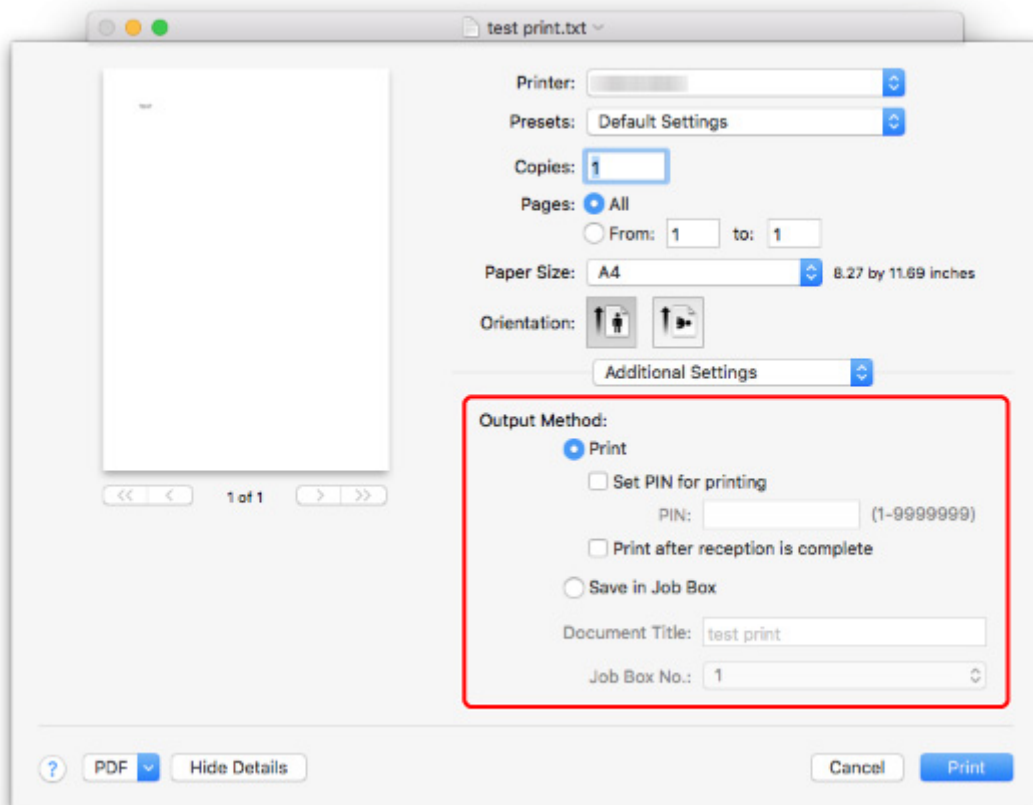 test print.txt
Printer:
Presets: Default Settings
Copies: 1
Pages: All
From: 1 to: 1
Paper Size: A4 8.27 by 11.69 inches
Orientation:
Additional Settings
Output Method:
Print
Set PIN for printing
PIN: (1-9999999)
Print after reception is complete
Save in Job Box
Document Title: test print
Job Box No.: 1
<< < 1 of 1 > >>
? PDF Hide Details Cancel Print